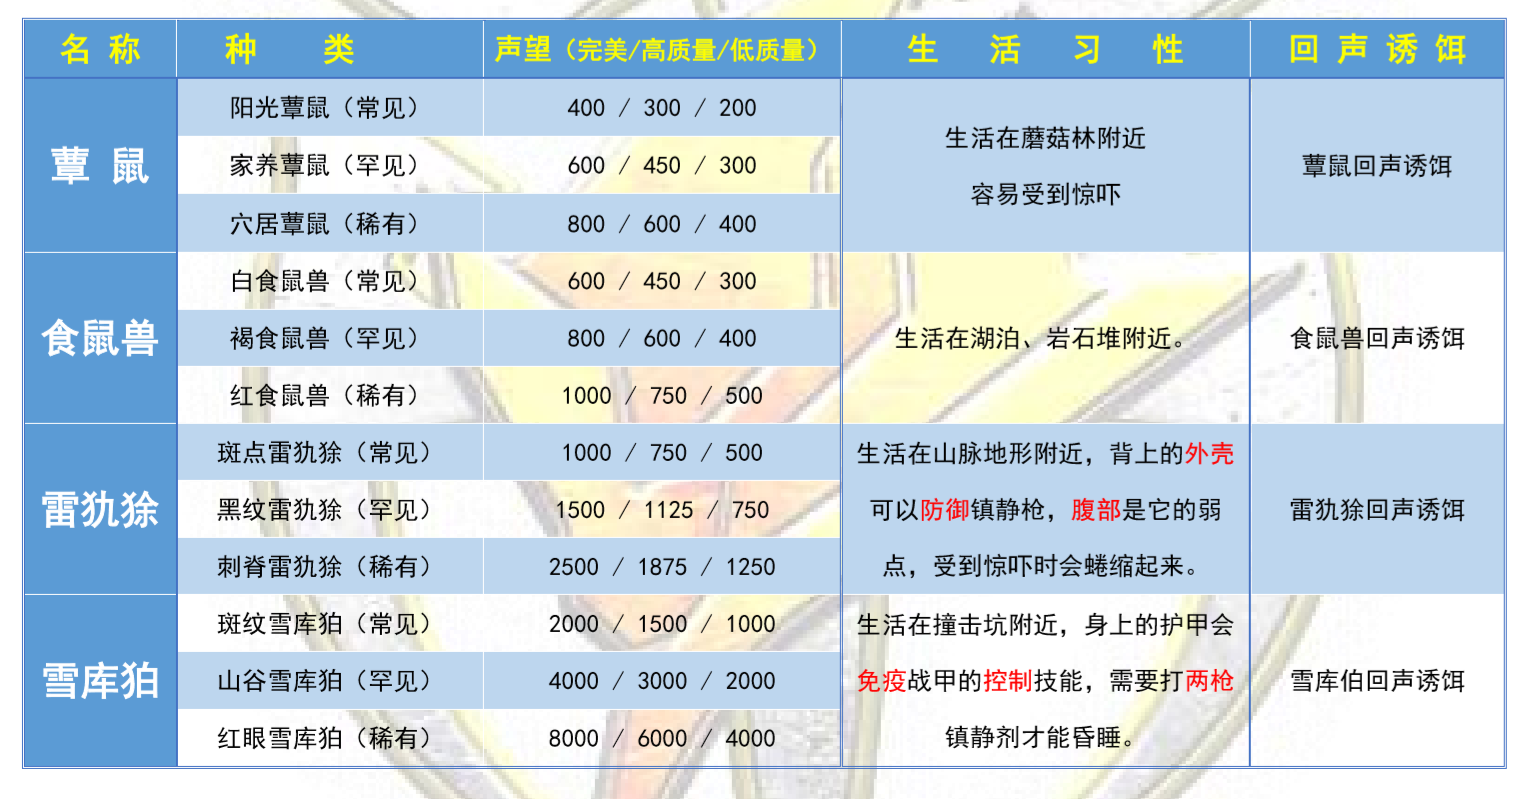 名称 种类 声望（完美/高质量/低质量） 生活习性 回声诱饵
蕈鼠
阳光蕈鼠（常见） 400 / 300 / 200
家养蕈鼠（罕见） 600 / 450 / 300
穴居蕈鼠（稀有） 800 / 600 / 400
生活在蘑菇林附近
容易受到惊吓
蕈鼠回声诱饵
食鼠兽
白食鼠兽（常见） 600 / 450 / 300
褐食鼠兽（罕见） 800 / 600 / 400
红食鼠兽（稀有） 1000 / 750 / 500
生活在湖泊、岩石堆附近。
食鼠兽回声诱饵
雷犰狳
斑点雷犰狳（常见） 1000 / 750 / 500
黑纹雷犰狳（罕见） 1500 / 1125 / 750
刺脊雷犰狳（稀有） 2500 / 1875 / 1250
生活在山脉地形附近，背上的外壳
可以防御镇静枪，腹部是它的弱
点，受到惊吓时会蜷缩起来。
雷犰狳回声诱饵
雪库狛
斑纹雪库狛（常见） 2000 / 1500 / 1000
山谷雪库狛（罕见） 4000 / 3000 / 2000
红眼雪库狛（稀有） 8000 / 6000 / 4000
生活在撞击坑附近，身上的护甲会
免疫战甲的控制技能，需要打两枪
镇静剂才能昏睡。
雪库伯回声诱饵